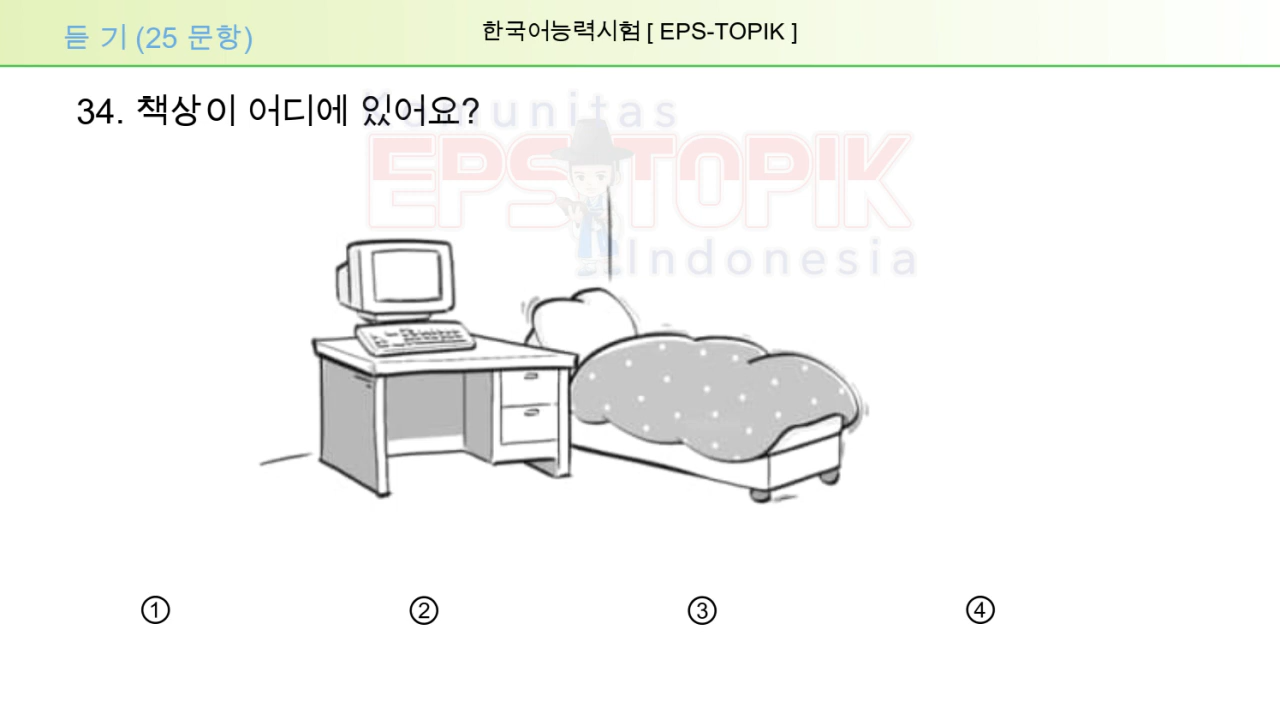 듣 기 (25 문항)
한국어능력시험 [ EPS-TOPIK ]
34. 책상이 어디에 있어요?
Komunitas
EPS TOPIK
Indonesia
① ② ③ ④